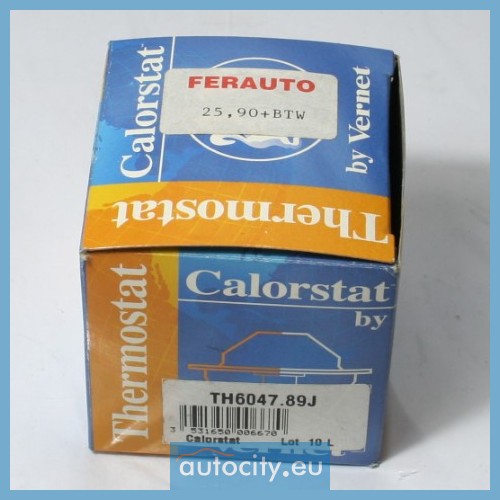 Calorstat
by Vernet
Thermostat
FERAUTO
25,90+BTW
Thermostat
Calorstat
by
TH6047.89J
3 531650 006670
Calorstat Lot 10 L
Vernet
autocity.eu